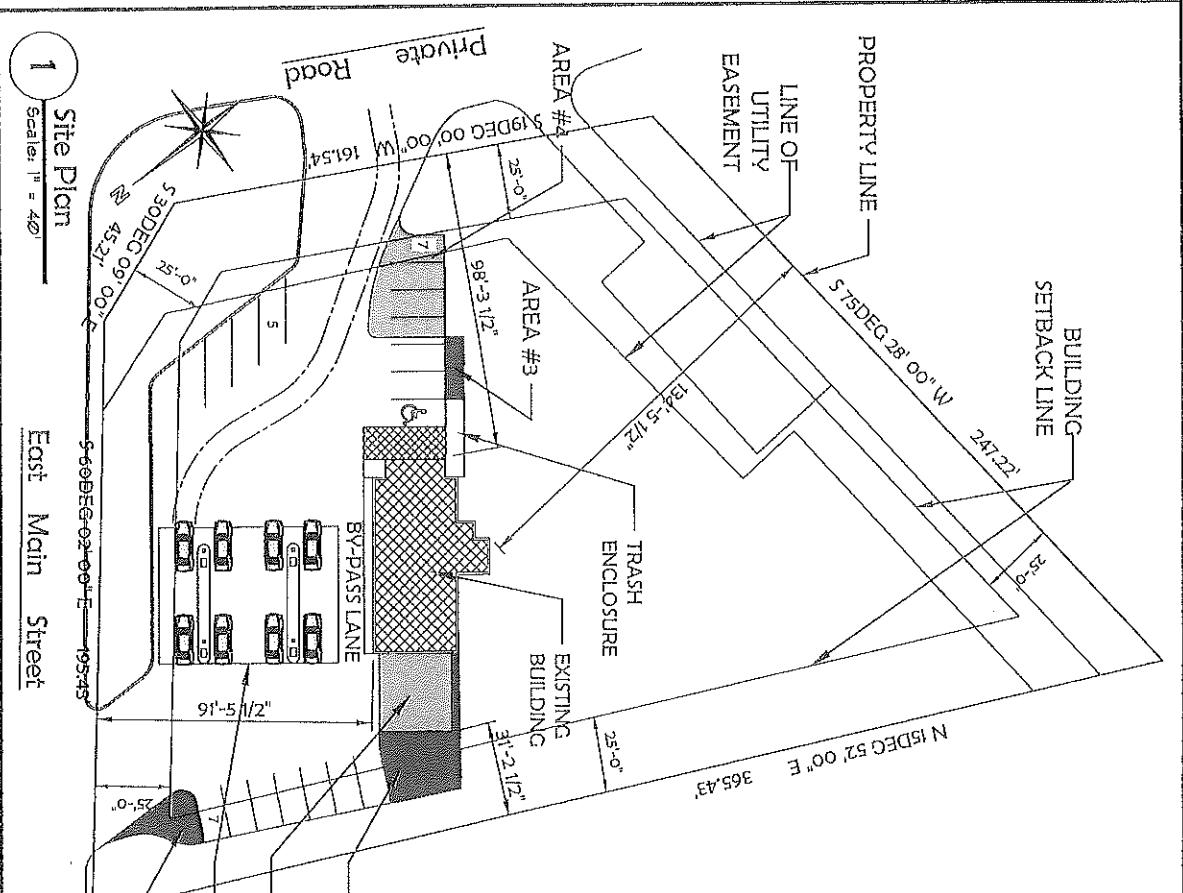 PROPERTY LINE
LINE OF
UTILITY
EASEMENT
AREA #4
Private
Road
S 19DEG 00' 00" W 161.54'
25'-0"
98'-3 1/2"
7
AREA #3
S 75DEG 28' 00" W 247.22'
BUILDING
SETBACK LINE
25'-0"
134'-5 1/2"
TRASH
ENCLOSURE
EXISTING
BUILDING
BY-PASS LANE
N 15DEG 52' 00" E 365.43'
25'-0"
31'-2 1/2"
91'-5 1/2"
25'-0"
7
5
25'-0"
N
S 30DEG 09' 00" E
45.21'
S 60DEG 02' 00" E 195.45
East Main Street
1
Site Plan
Scale: 1" = 40'